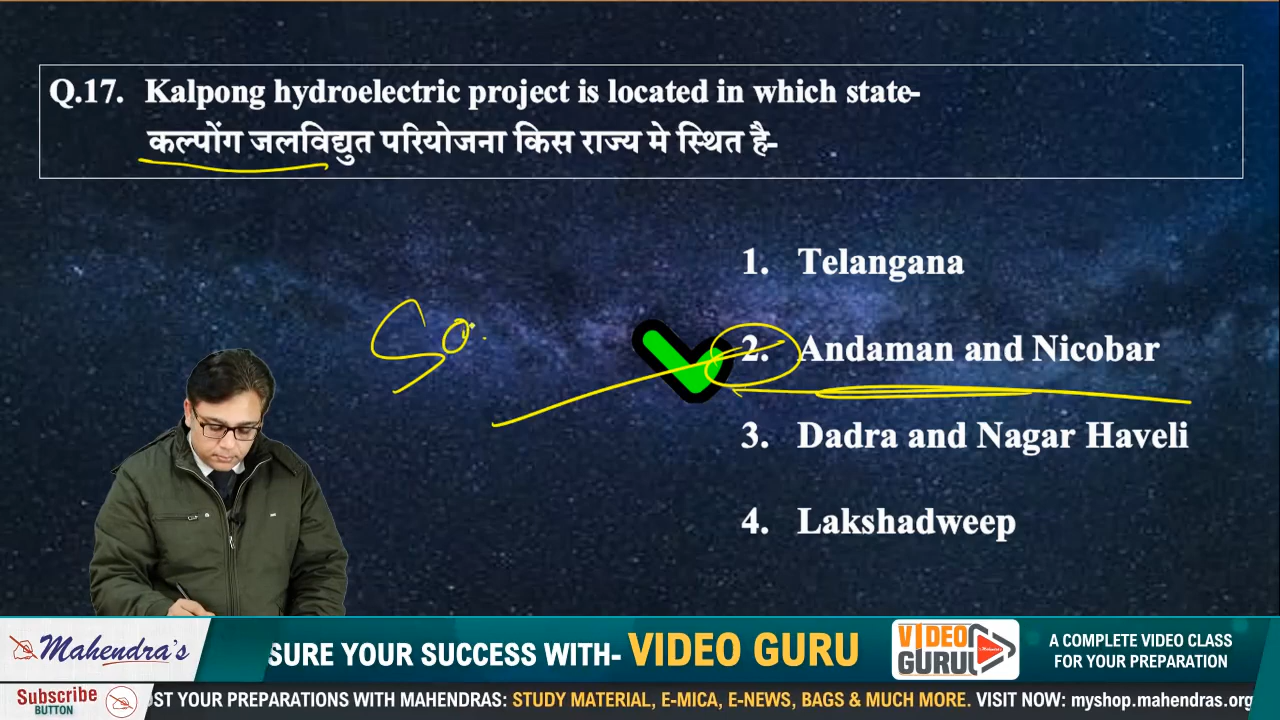 Q.17. Kalpong hydroelectric project is located in which state-
कल्पोंग जलविद्युत परियोजना किस राज्य मे स्थित है-
1. Telangana
So
2. Andaman and Nicobar
3. Dadra and Nagar Haveli
4. Lakshadweep
Mahendra's
SURE YOUR SUCCESS WITH- VIDEO GURU
VIDEO
GURU
A COMPLETE VIDEO CLASS
FOR YOUR PREPARATION
Subscribe
BUTTON
OST YOUR PREPARATIONS WITH MAHENDRAS: STUDY MATERIAL, E-MICA, E-NEWS, BAGS & MUCH MORE. VISIT NOW: myshop.mahendras.org